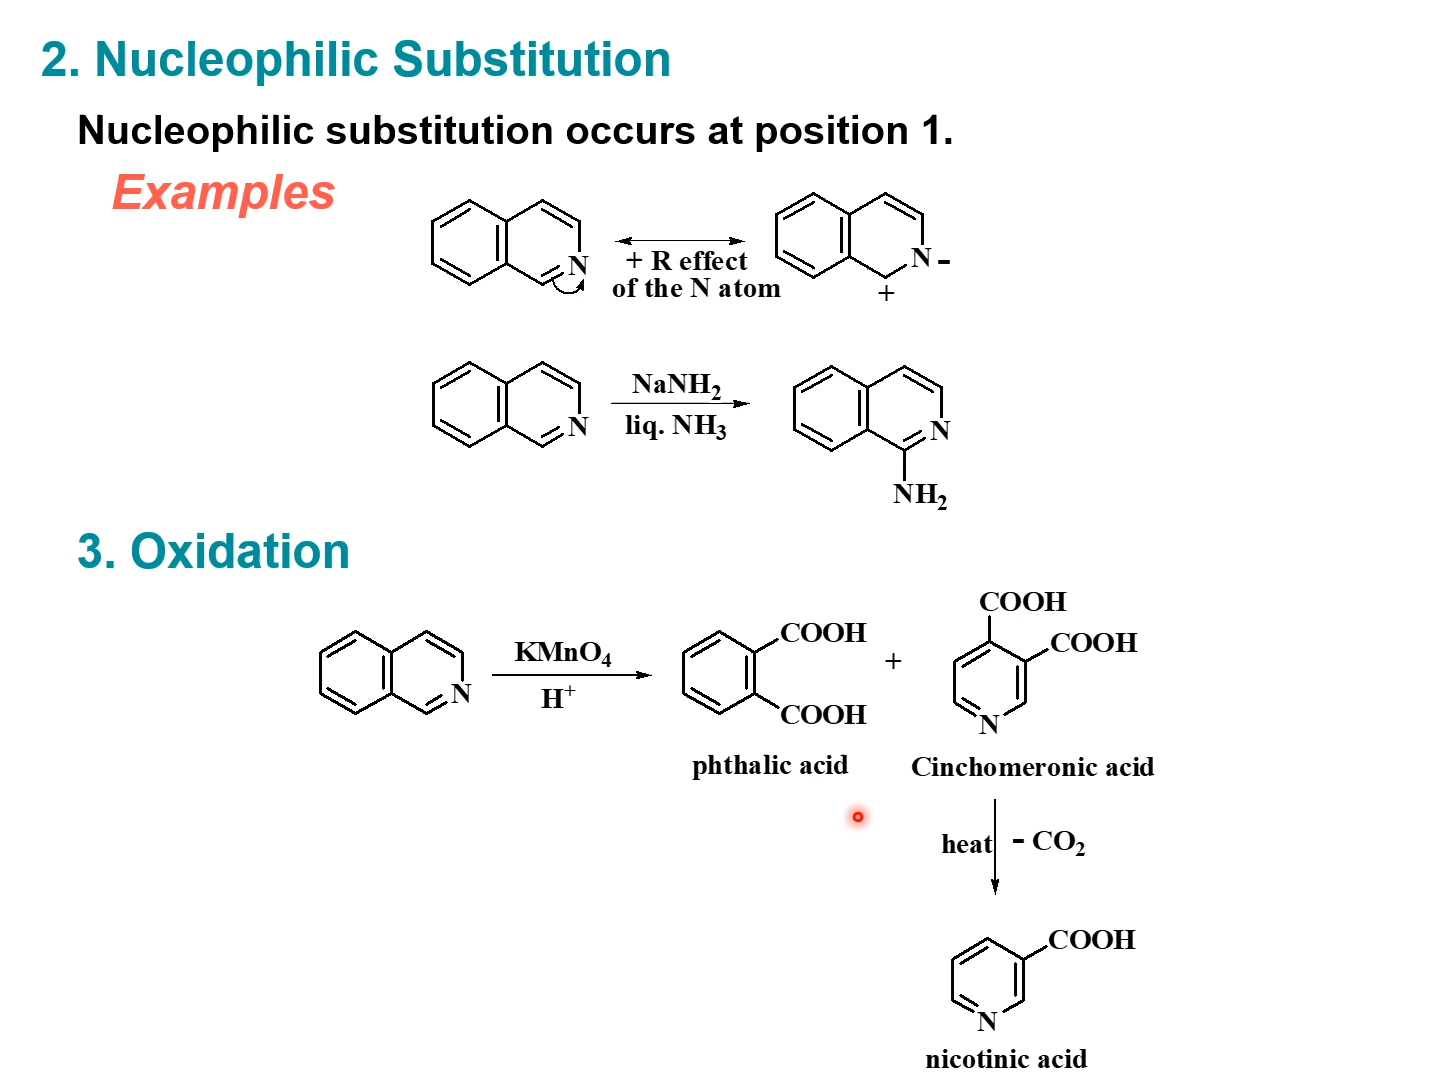 2. Nucleophilic Substitution
Nucleophilic substitution occurs at position 1.
Examples
N
+ R effect
of the N atom
N -
+
N
NaNH2
liq. NH3
N
NH2
3. Oxidation
N
KMnO4
H+
COOH
COOH
+
COOH
COOH
N
phthalic acid
Cinchomeronic acid
heat - CO2
COOH
N
nicotinic acid